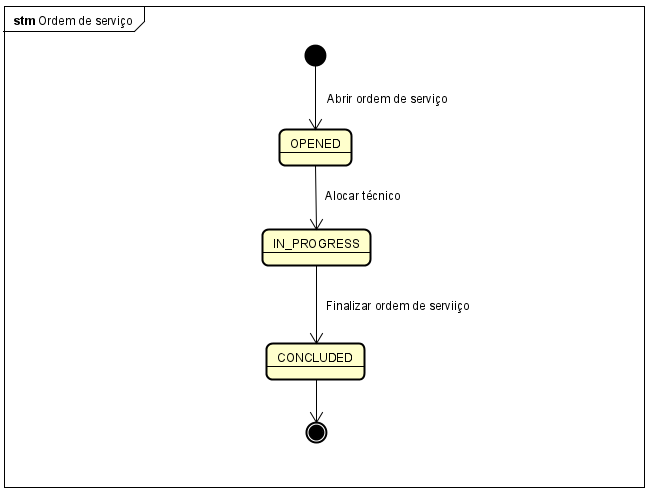 stm Ordem de serviço
Abrir ordem de serviço
OPENED
Alocar técnico
IN_PROGRESS
Finalizar ordem de serviiço
CONCLUDED